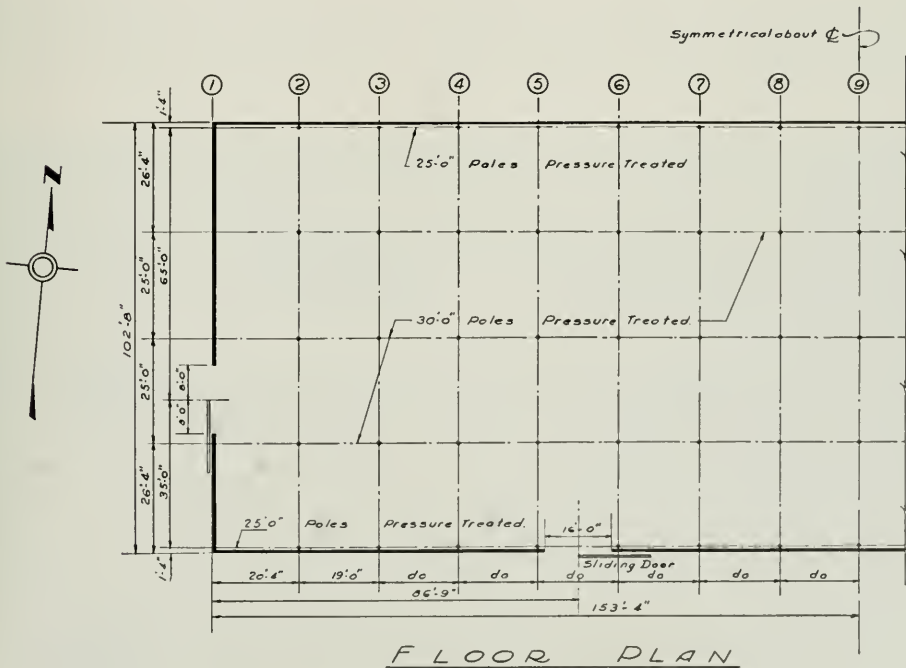 Symmetrical about ℄
1 2 3 4 5 6 7 8 9
1'-4"
N
26'-4"
25'-0" Poles Pressure Treated
65'-0"
25'-0"
102'-8"
30'-0" Poles Pressure Treated.
25'-0"
8'-0"
8'-0"
26'-4"
35'-0"
25'-0" Poles Pressure Treated.
16'-0"
1'-4"
Sliding Door
20'-4" 19'-0" do do do do do do
86'-9"
153'-4"
FLOOR PLAN